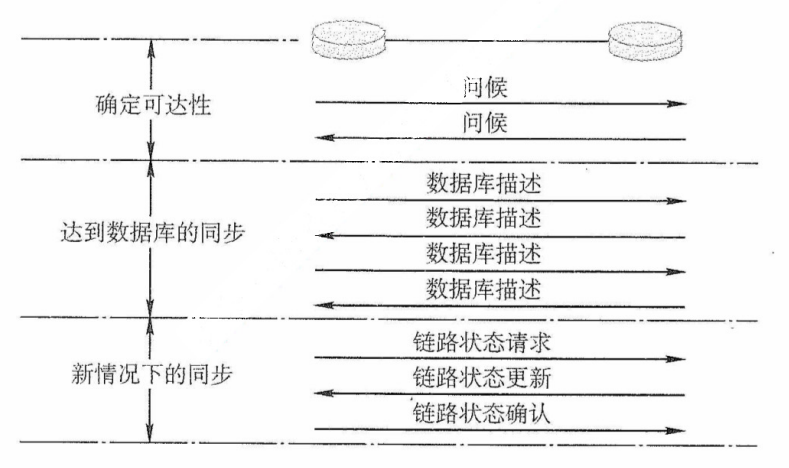 问候
确定可达性
问候
数据库描述
数据库描述
达到数据库的同步
数据库描述
数据库描述
链路状态请求
新情况下的同步
链路状态更新
链路状态确认